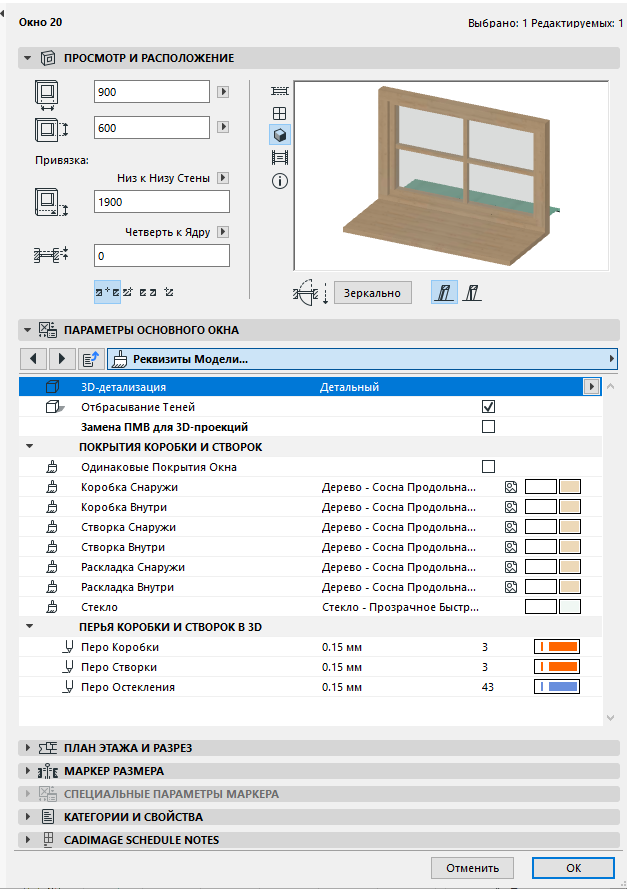 Окно 20
Выбрано: 1 Редактируемых: 1
ПРОСМОТР И РАСПОЛОЖЕНИЕ
900
600
Привязка:
Низ к Низу Стены
1900
Четверть к Ядру
0
Зеркально
ПАРАМЕТРЫ ОСНОВНОГО ОКНА
Реквизиты Модели...
3D-детализация Детальный
Отбрасывание Теней
Замена ПМВ для 3D-проекций
ПОКРЫТИЯ КОРОБКИ И СТВОРОК
Одинаковые Покрытия Окна
Коробка Снаружи Дерево - Сосна Продольна...
Коробка Внутри Дерево - Сосна Продольна...
Створка Снаружи Дерево - Сосна Продольна...
Створка Внутри Дерево - Сосна Продольна...
Раскладка Снаружи Дерево - Сосна Продольна...
Раскладка Внутри Дерево - Сосна Продольна...
Стекло Стекло - Прозрачное Быстр...
ПЕРЬЯ КОРОБКИ И СТВОРОК В 3D
Перо Коробки 0.15 мм 3
Перо Створки 0.15 мм 3
Перо Остекления 0.15 мм 43
ПЛАН ЭТАЖА И РАЗРЕЗ
МАРКЕР РАЗМЕРА
СПЕЦИАЛЬНЫЕ ПАРАМЕТРЫ МАРКЕРА
КАТЕГОРИИ И СВОЙСТВА
CADIMAGE SCHEDULE NOTES
Отменить OK